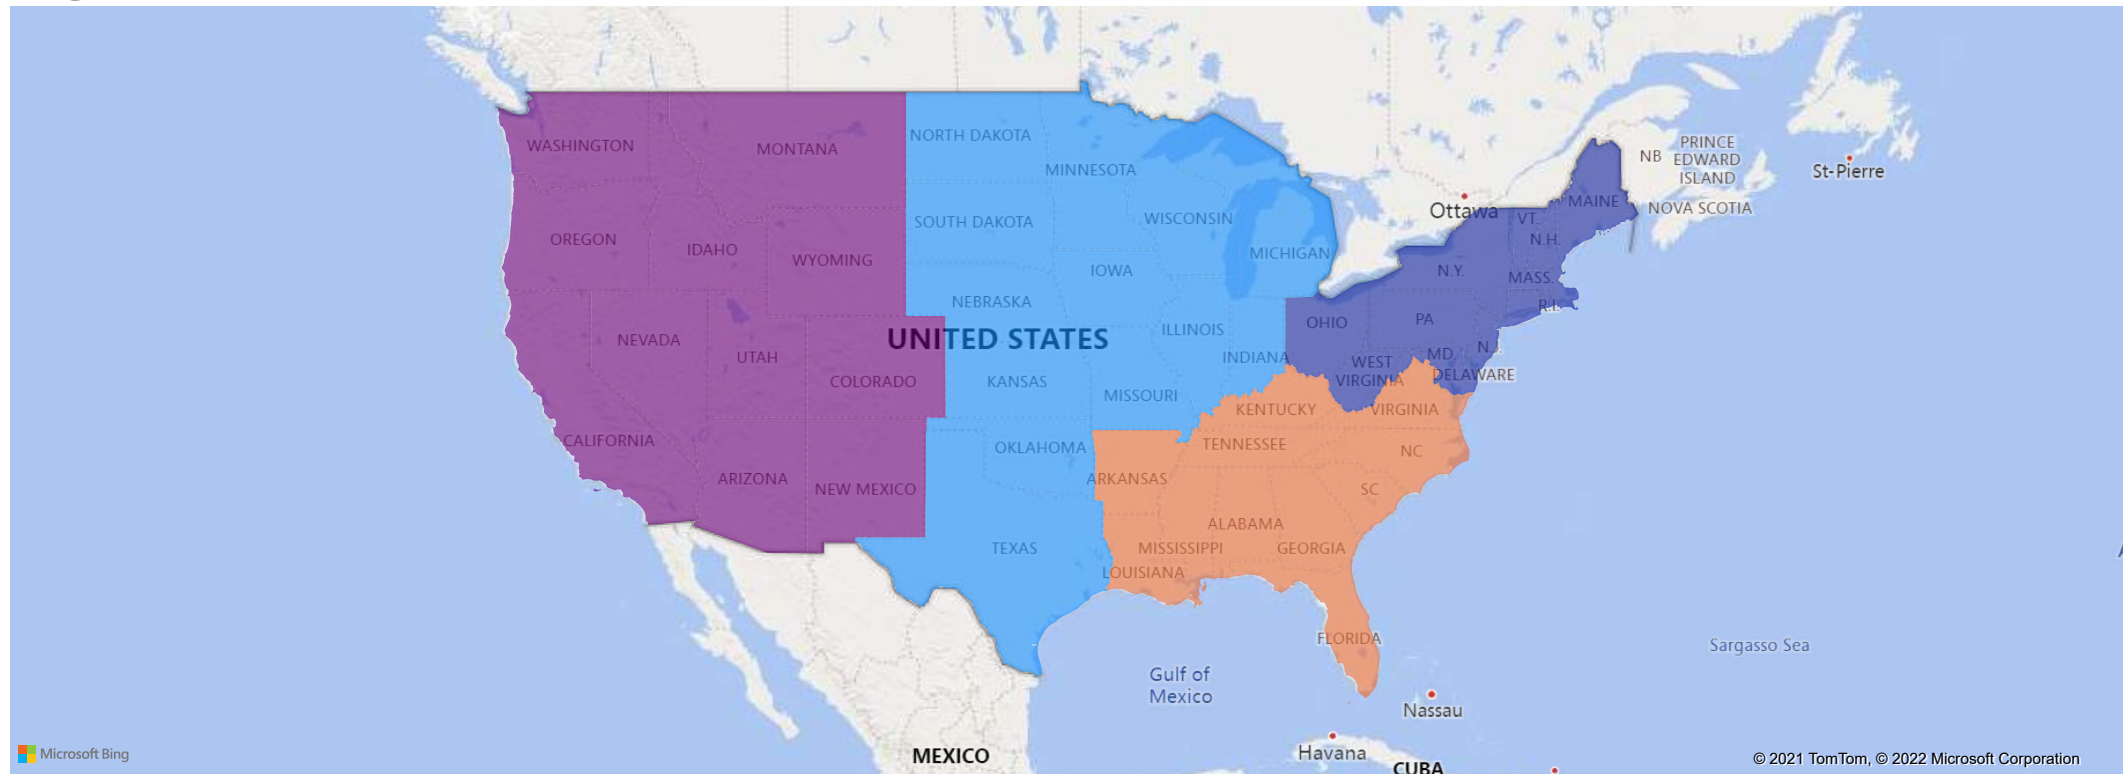 WASHINGTON
MONTANA
NORTH DAKOTA
MINNESOTA
OREGON
IDAHO
WYOMING
SOUTH DAKOTA
WISCONSIN
MICHIGAN
IOWA
NEBRASKA
NEVADA
UTAH
COLORADO
UNITED STATES
KANSAS
ILLINOIS
INDIANA
MISSOURI
OHIO
PA
N.Y.
VT.
N.H.
MAINE
MASS.
R.I.
N.J.
MD.
DELAWARE
WEST
VIRGINIA
VIRGINIA
KENTUCKY
TENNESSEE
NC
SC
CALIFORNIA
ARIZONA
NEW MEXICO
OKLAHOMA
ARKANSAS
TEXAS
LOUISIANA
MISSISSIPPI
ALABAMA
GEORGIA
FLORIDA
Ottawa
NB
PRINCE
EDWARD
ISLAND
NOVA SCOTIA
St-Pierre
Sargasso Sea
Gulf of
Mexico
Nassau
Havana
CUBA
MEXICO
Microsoft Bing
© 2021 TomTom, © 2022 Microsoft Corporation